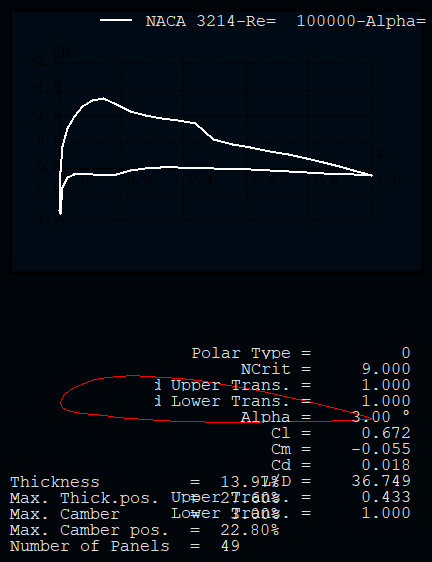 NACA 3214-Re= 100000-Alpha=
Polar Type = 0
NCrit = 9.000
d Upper Trans. = 1.000
d Lower Trans. = 1.000
Alpha = 3.00 °
Cl = 0.672
Cm = -0.055
Cd = 0.018
L/D = 36.749
Upper Trans. = 0.433
Lower Trans. = 1.000
Thickness = 13.97%
Max. Thick.pos. = 27.60%
Max. Camber = 3.00%
Max. Camber pos. = 22.80%
Number of Panels = 49